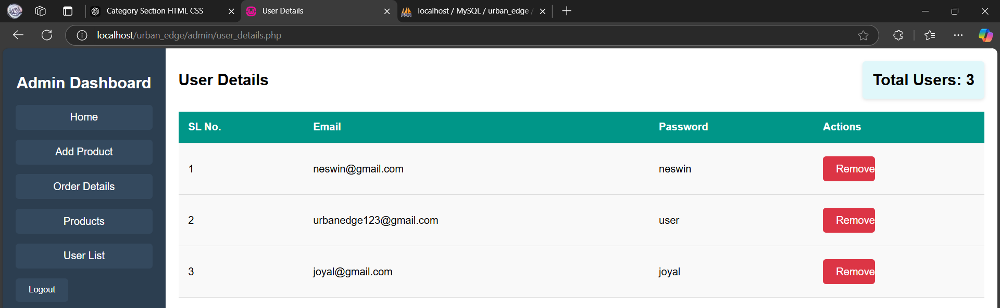 Category Section HTML CSS
User Details
localhost / MySQL / urban_edge /
localhost/urban_edge/admin/user_details.php
Admin Dashboard
Home
Add Product
Order Details
Products
User List
Logout
User Details
Total Users: 3
SL No. Email Password Actions
1 neswin@gmail.com neswin Remove
2 urbanedge123@gmail.com user Remove
3 joyal@gmail.com joyal Remove